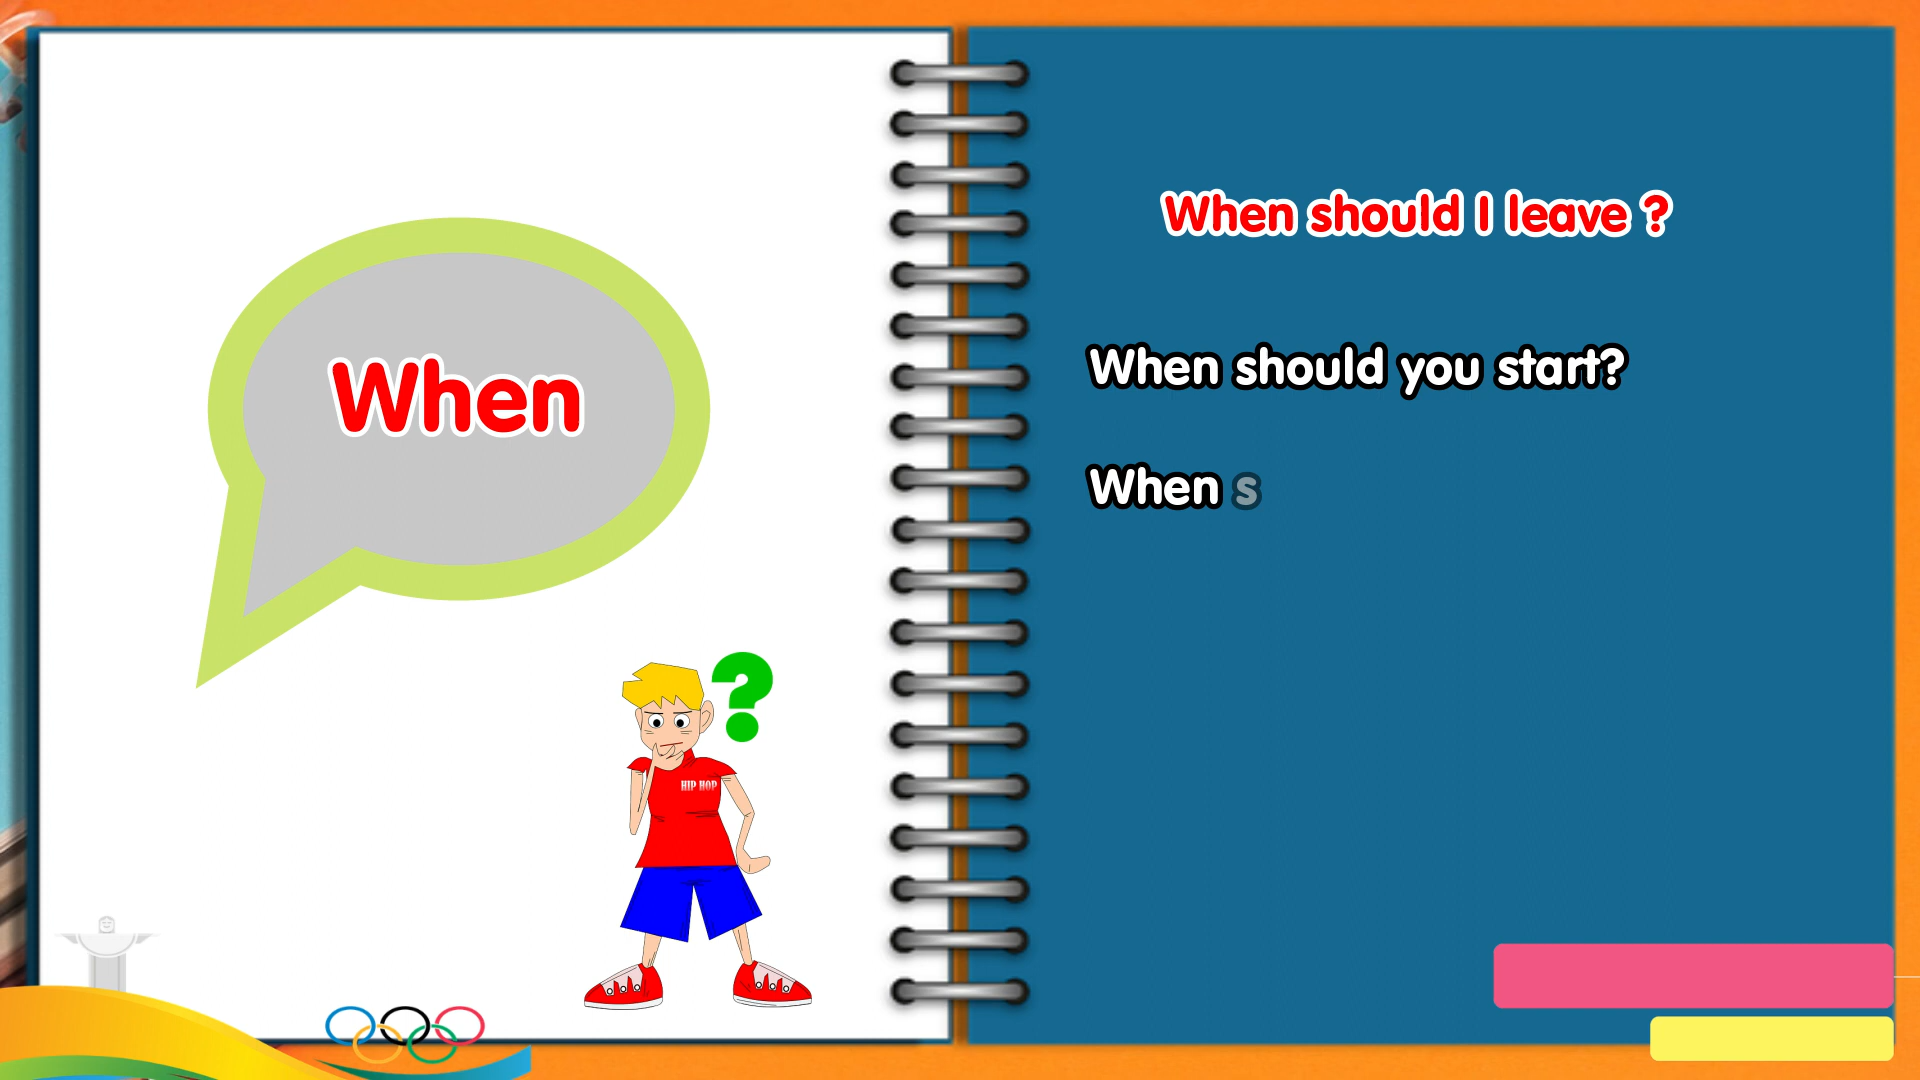 When
HIP HOP
When should I leave ?
When should you start?
When s